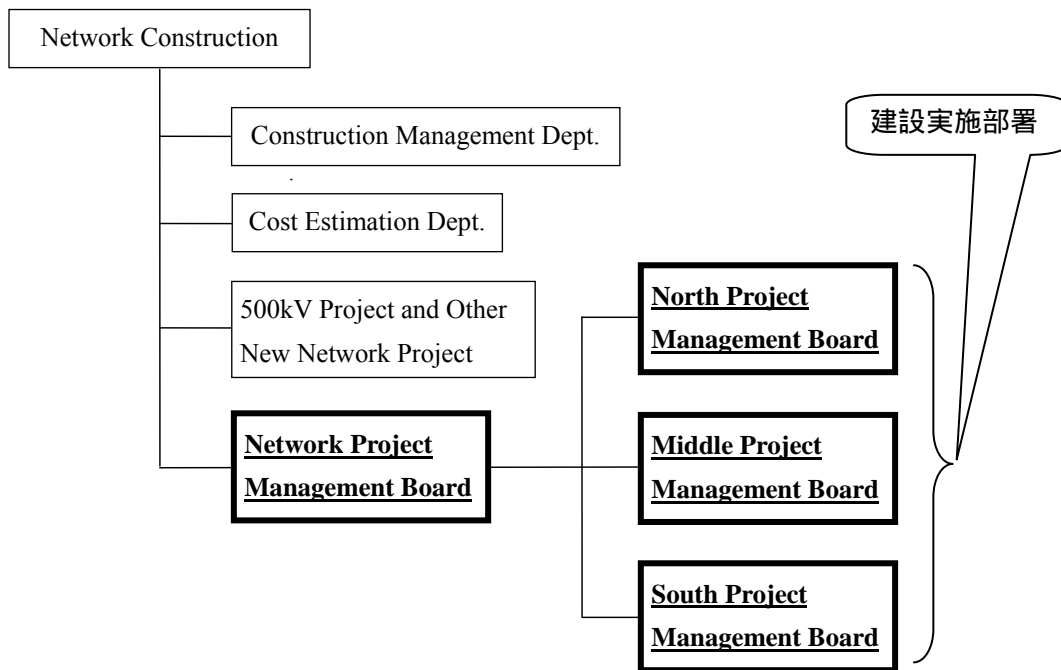 Network Construction
建設実施部署
Construction Management Dept.
Cost Estimation Dept.
500kV Project and Other
New Network Project
Network Project
Management Board
North Project
Management Board
Middle Project
Management Board
South Project
Management Board